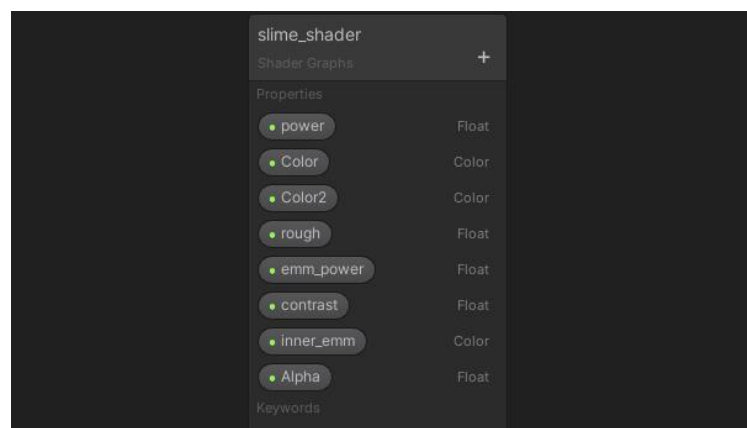 slime_shader
Shader Graphs
+
Properties
power Float
Color Color
Color2 Color
rough Float
emm_power Float
contrast Float
inner_emm Color
Alpha Float
Keywords